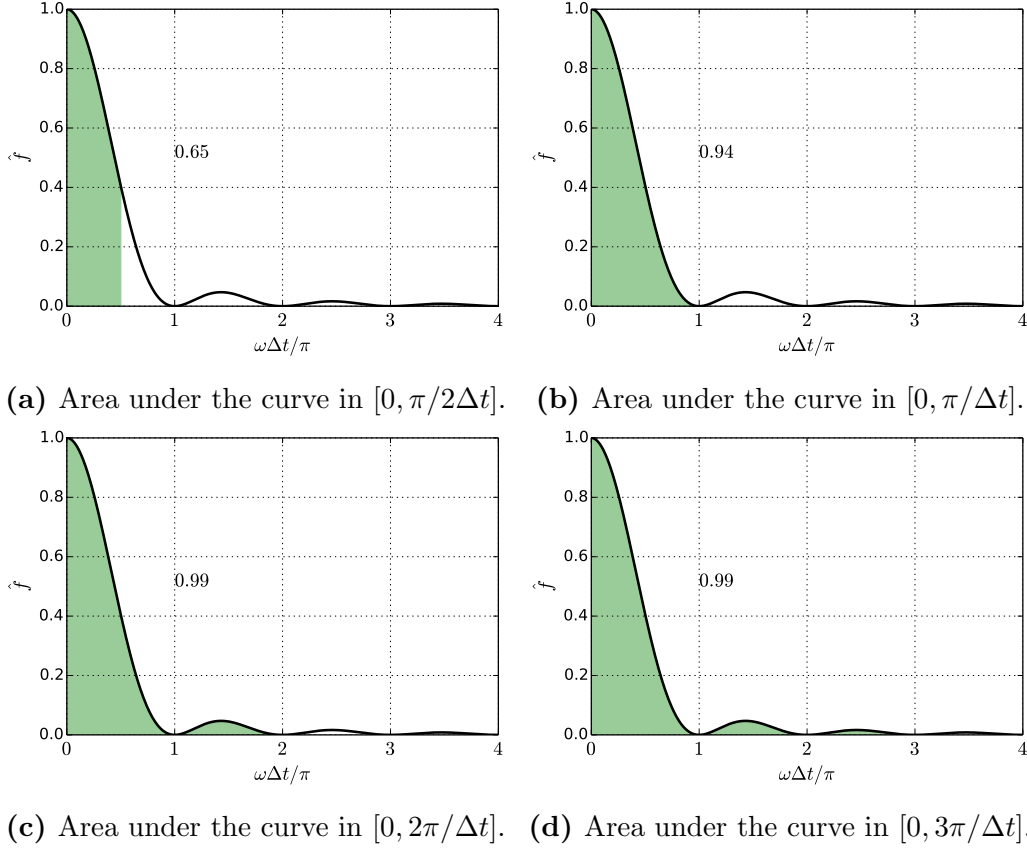 1.0
0.8
0.6
0.4
0.2
0.0
f̂
0.65
0 1 2 3 4
ωΔt/π
(a) Area under the curve in [0, π/2Δt].
1.0
0.8
0.6
0.4
0.2
0.0
f̂
0.94
0 1 2 3 4
ωΔt/π
(b) Area under the curve in [0, π/Δt].
1.0
0.8
0.6
0.4
0.2
0.0
f̂
0.99
0 1 2 3 4
ωΔt/π
(c) Area under the curve in [0, 2π/Δt].
1.0
0.8
0.6
0.4
0.2
0.0
f̂
0.99
0 1 2 3 4
ωΔt/π
(d) Area under the curve in [0, 3π/Δt].